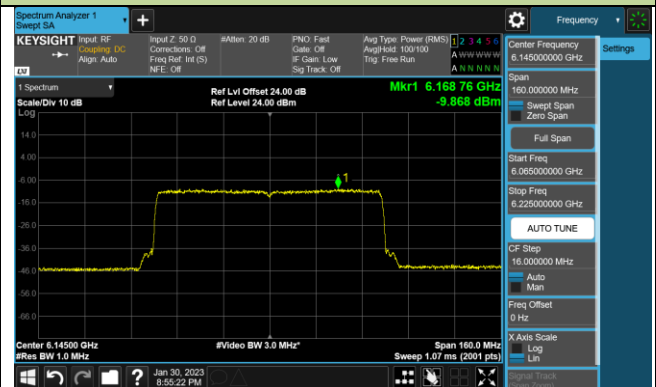 Spectrum Analyzer 1
Swept SA
+
Frequency
KEYSIGHT
Input: RF
Coupling: DC
Align: Auto
Input Z: 50 Ω
Corrections: Off
Freq Ref: Int (S)
NFE: Off
#Atten: 20 dB
PNO: Fast
Gate: Off
IF Gain: Low
Sig Track: Off
Avg Type: Power (RMS)
Avg|Hold: 100/100
Trig: Free Run
1 2 3 4 5 6
A W W W W W
A N N N N N
LXI
1 Spectrum
Scale/Div 10 dB
Ref Lvl Offset 24.00 dB
Ref Level 24.00 dBm
Mkr1 6.168 76 GHz
-9.868 dBm
Log
14.0
4.00
-6.00
-16.0
-26.0
-36.0
-46.0
-56.0
-66.0
1
Center 6.14500 GHz
#Res BW 1.0 MHz
#Video BW 3.0 MHz*
Span 160.0 MHz
Sweep 1.07 ms (2001 pts)
Jan 30, 2023
8:55:22 PM
?
Center Frequency
6.145000000 GHz
Settings
Span
160.000000 MHz
Swept Span
Zero Span
Full Span
Start Freq
6.065000000 GHz
Stop Freq
6.225000000 GHz
AUTO TUNE
CF Step
16.000000 MHz
Auto
Man
Freq Offset
0 Hz
X Axis Scale
Log
Lin
Signal Track
(Span Zoom)